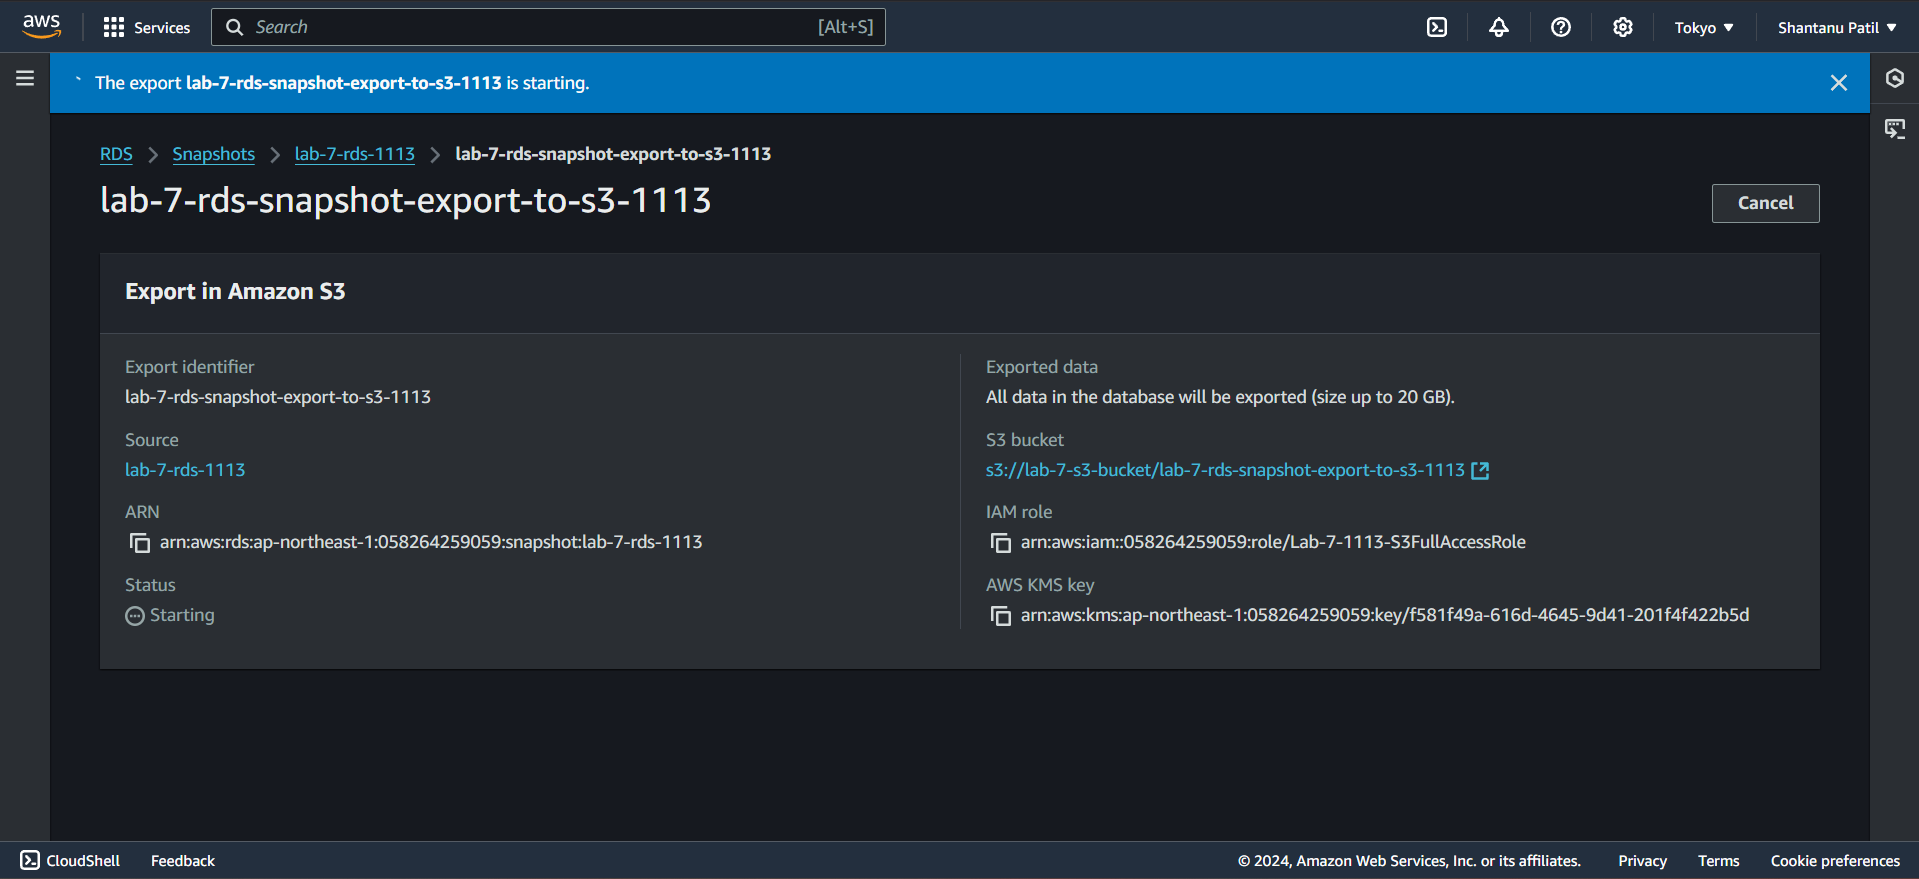 aws
Services
Search
[Alt+S]
Tokyo
Shantanu Patil
The export lab-7-rds-snapshot-export-to-s3-1113 is starting.
RDS
Snapshots
lab-7-rds-1113
lab-7-rds-snapshot-export-to-s3-1113
lab-7-rds-snapshot-export-to-s3-1113
Cancel
Export in Amazon S3
Export identifier
lab-7-rds-snapshot-export-to-s3-1113
Source
lab-7-rds-1113
ARN
arn:aws:rds:ap-northeast-1:058264259059:snapshot:lab-7-rds-1113
Status
Starting
Exported data
All data in the database will be exported (size up to 20 GB).
S3 bucket
s3://lab-7-s3-bucket/lab-7-rds-snapshot-export-to-s3-1113
IAM role
arn:aws:iam::058264259059:role/Lab-7-1113-S3FullAccessRole
AWS KMS key
arn:aws:kms:ap-northeast-1:058264259059:key/f581f49a-616d-4645-9d41-201f4f422b5d
CloudShell
Feedback
© 2024, Amazon Web Services, Inc. or its affiliates.
Privacy
Terms
Cookie preferences